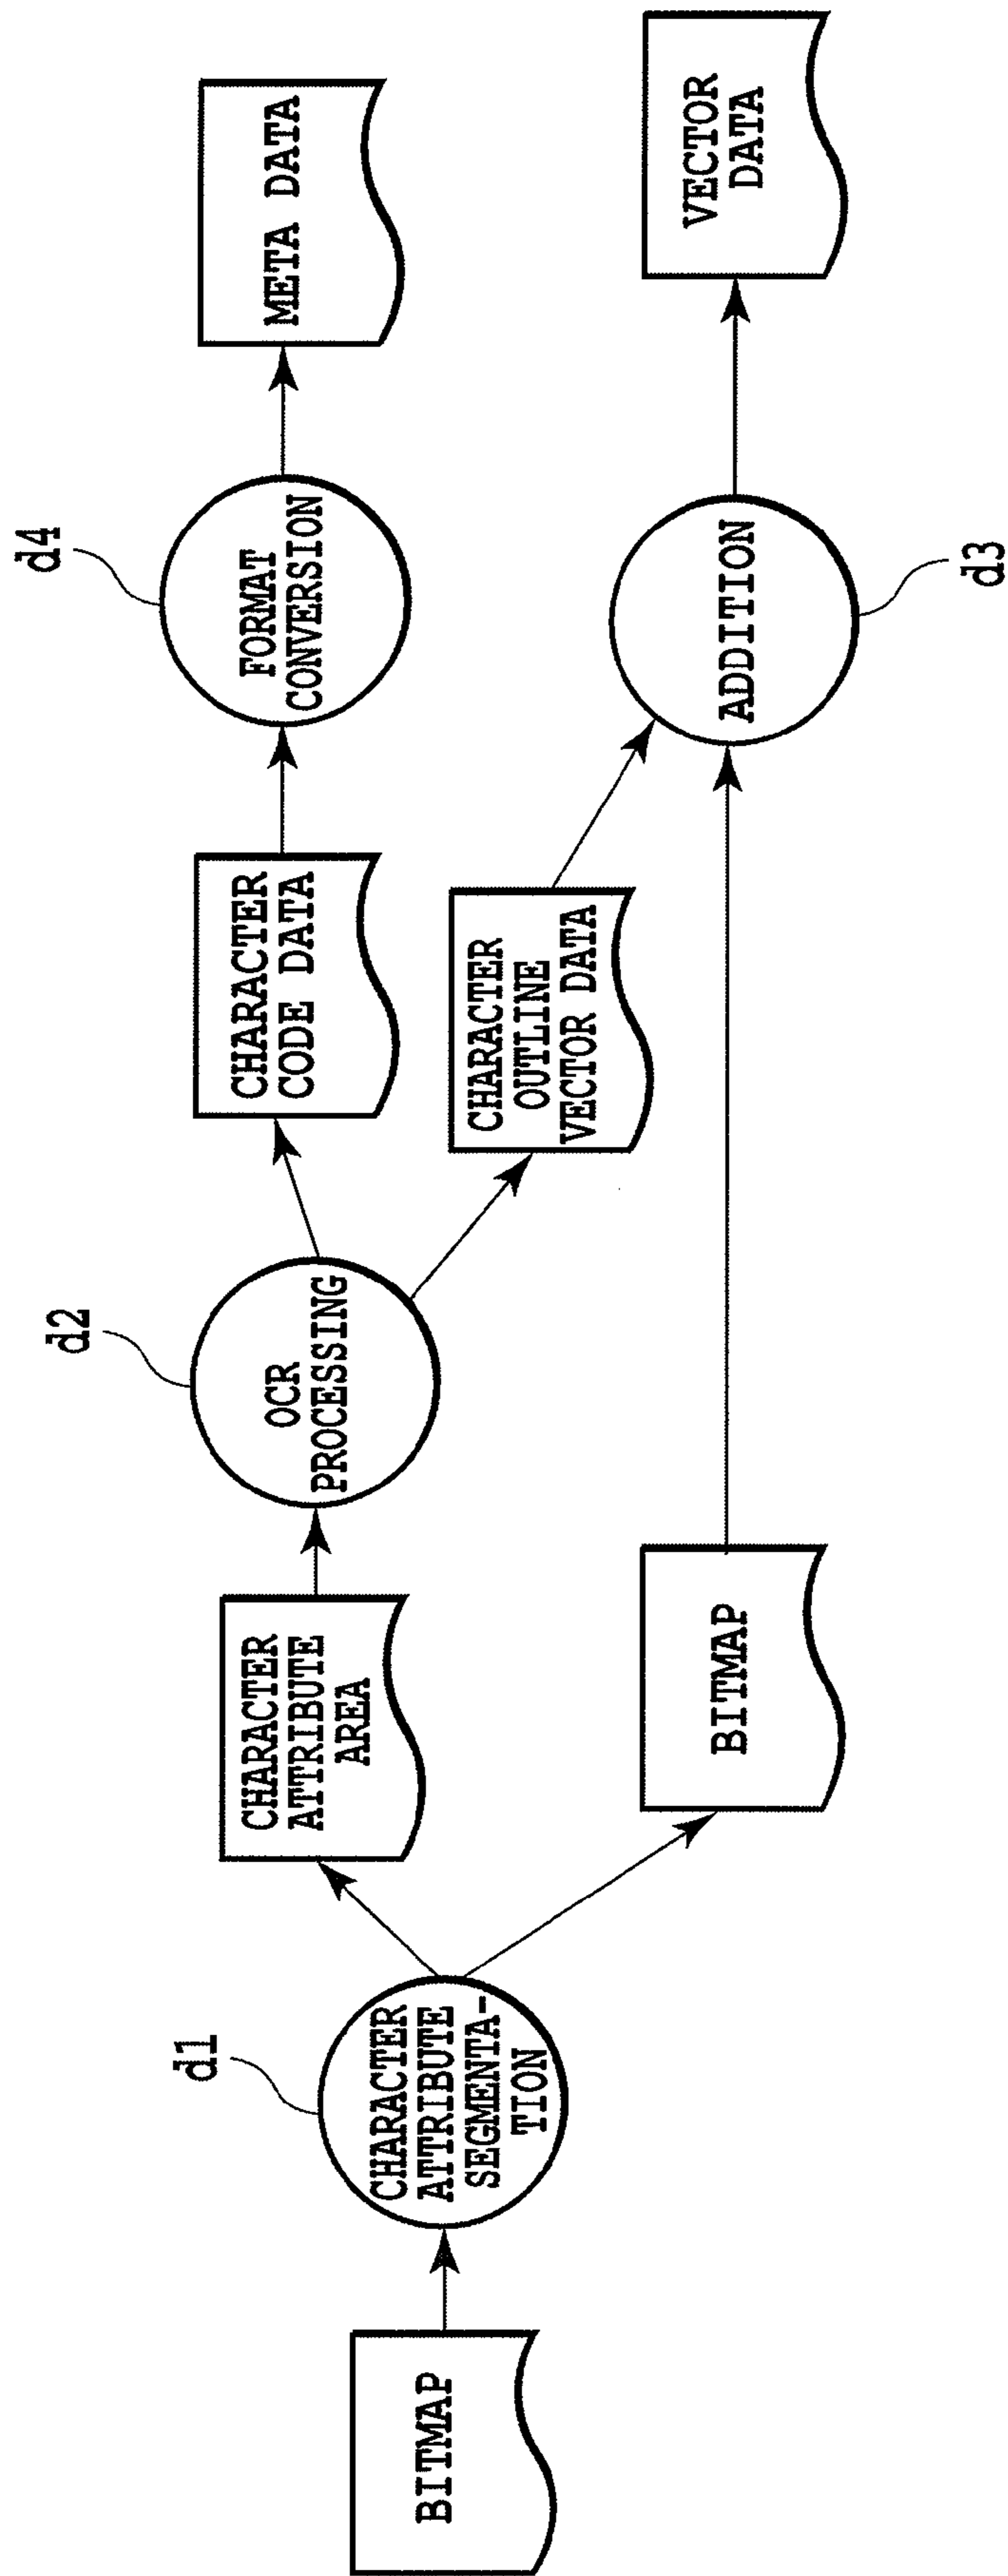 BITMAP
d1
CHARACTER
ATTRIBUTE
SEGMENTA-
TION
CHARACTER
ATTRIBUTE
AREA
BITMAP
d2
OCR
PROCESSING
CHARACTER
CODE DATA
CHARACTER
OUTLINE
VECTOR DATA
d4
FORMAT
CONVERSION
ADDITION
d3
META DATA
VECTOR
DATA